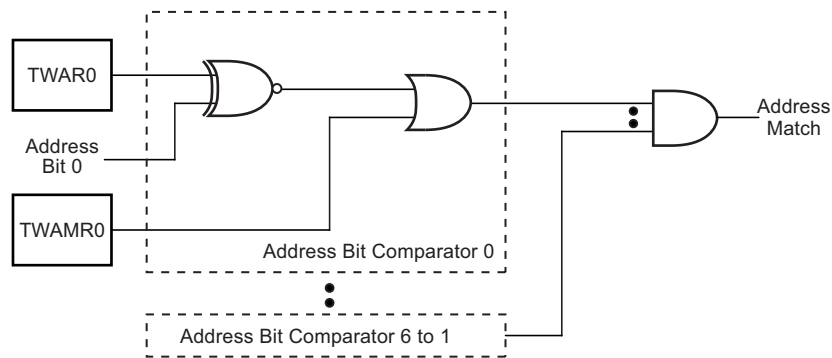 TWAR0
Address
Bit 0
TWAMR0
Address Bit Comparator 0
Address Bit Comparator 6 to 1
Address
Match